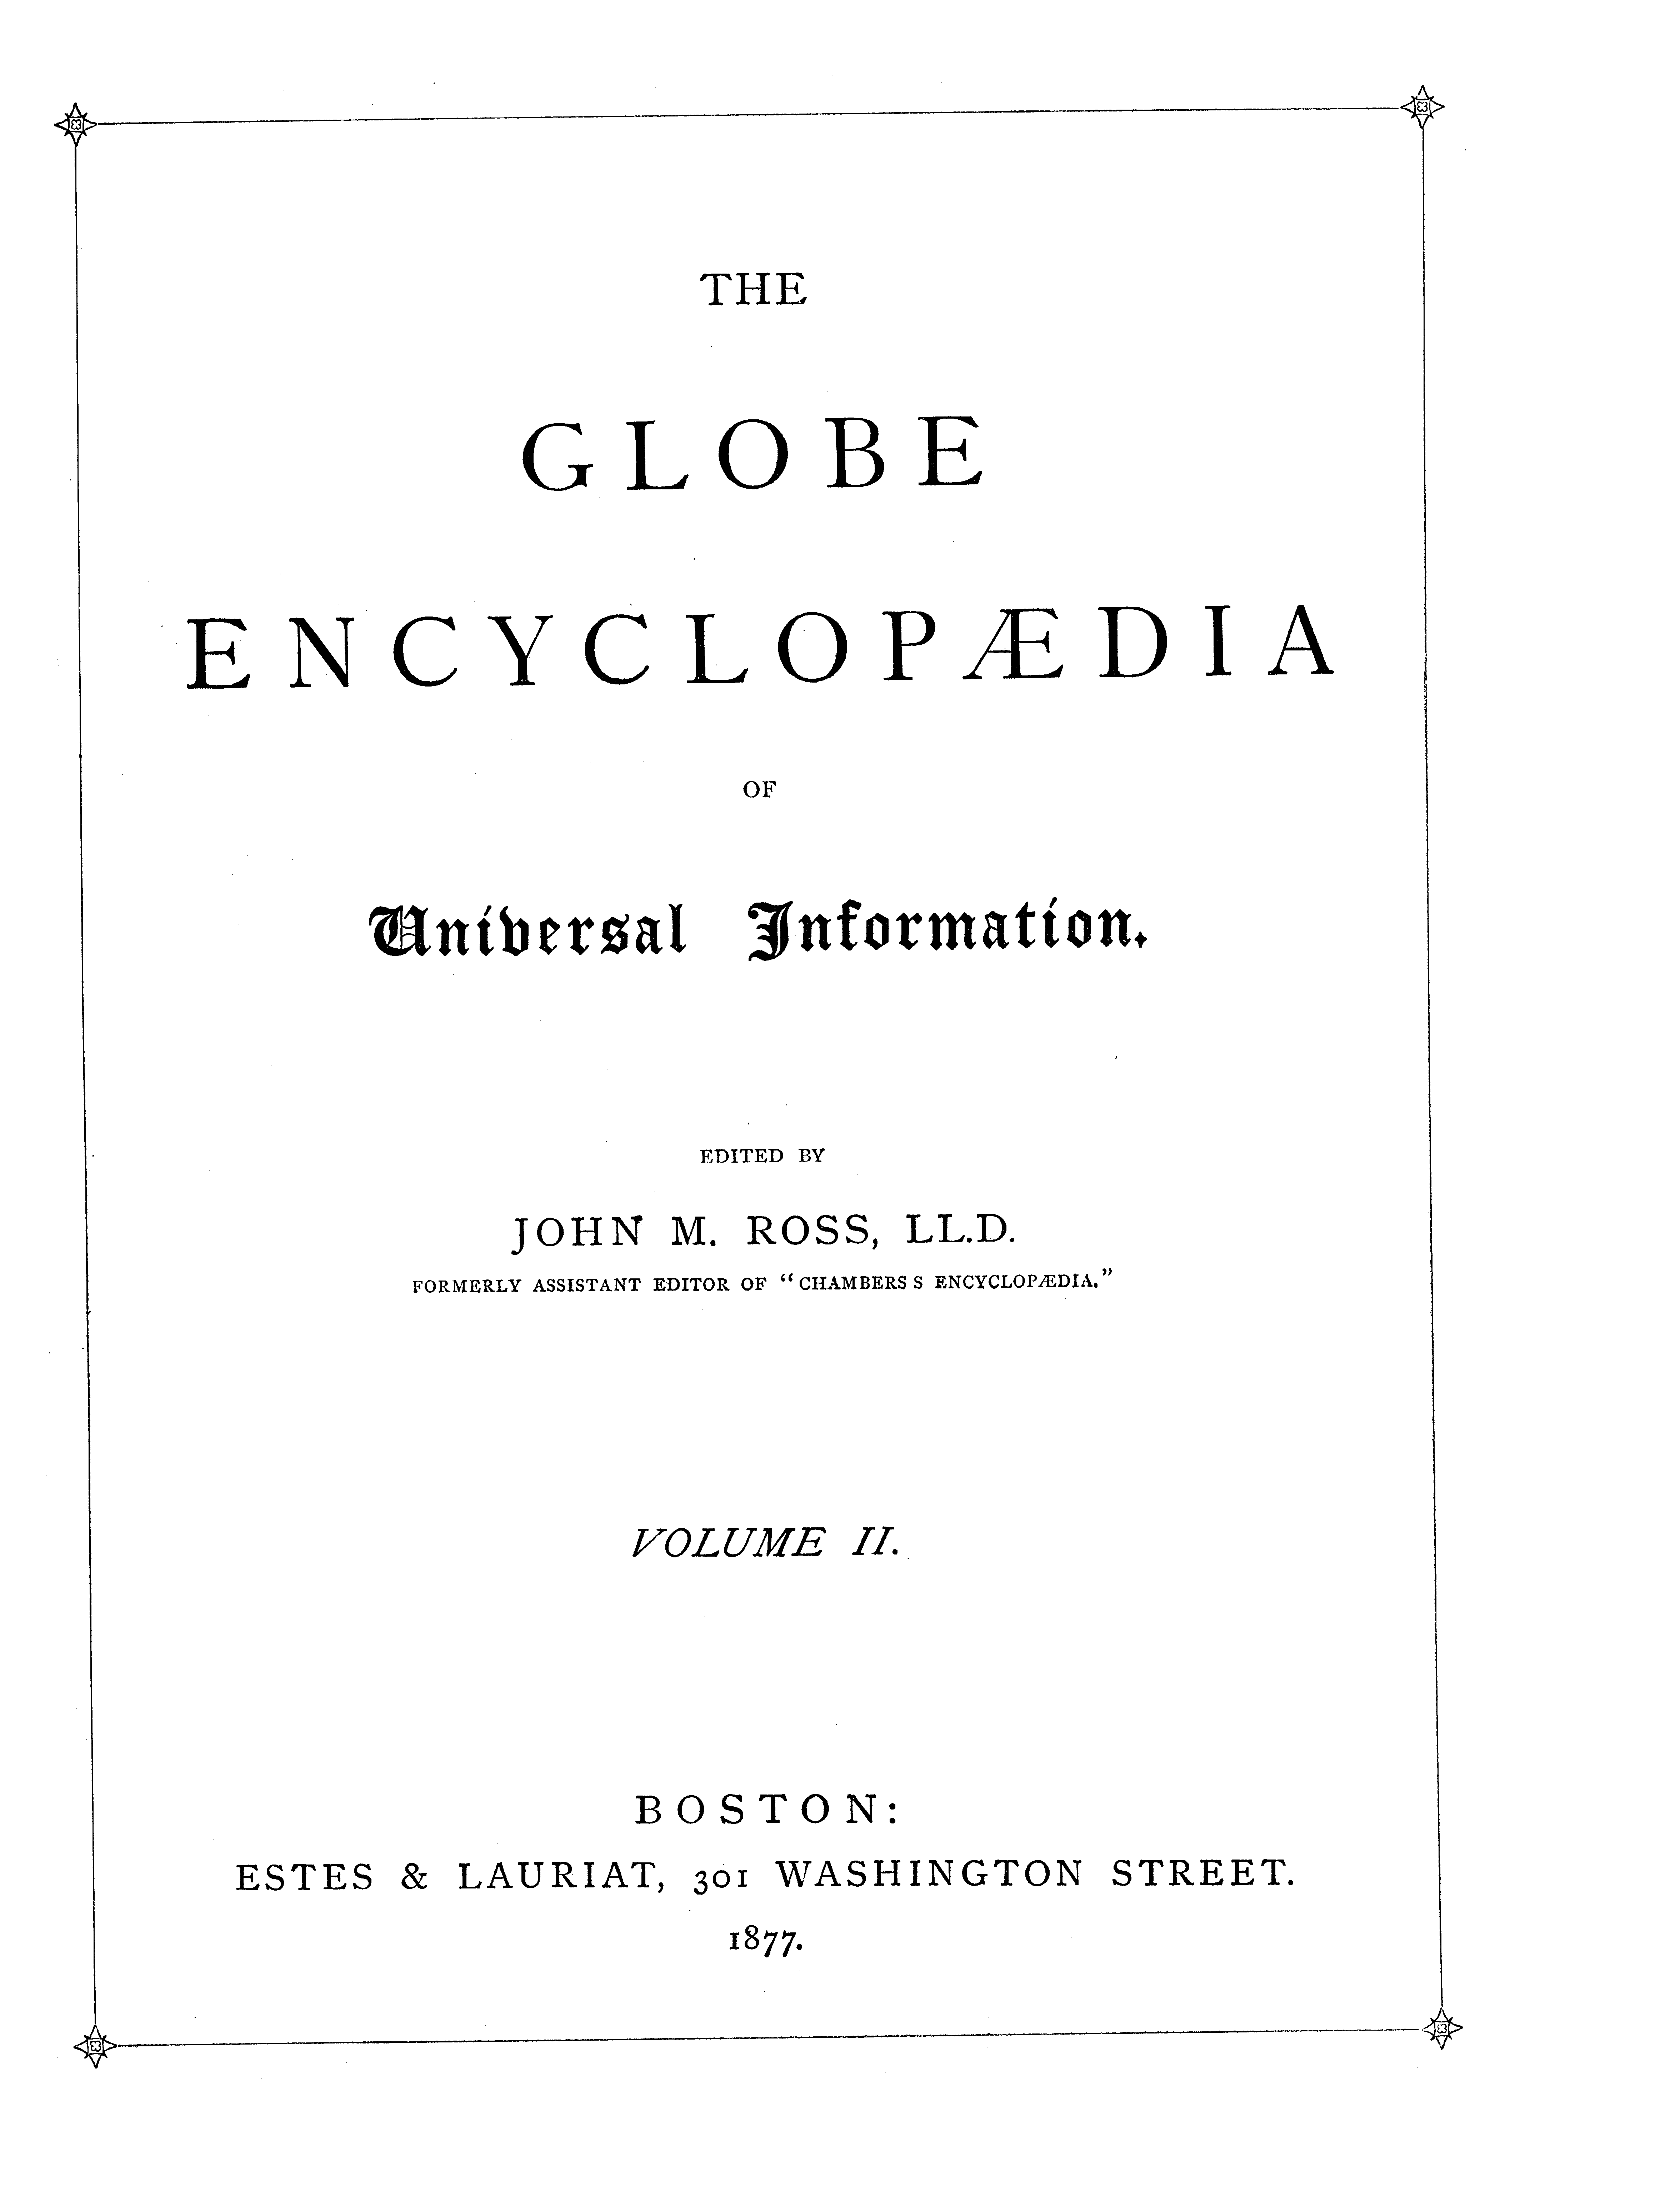 THE
GLOBE
ENCYCLOPÆDIA
OF
Universal Information.
EDITED BY
JOHN M. ROSS, LL.D.
FORMERLY ASSISTANT EDITOR OF “CHAMBERS S ENCYCLOPÆDIA.”
VOLUME II.
BOSTON:
ESTES & LAURIAT, 301 WASHINGTON STREET.
1877.